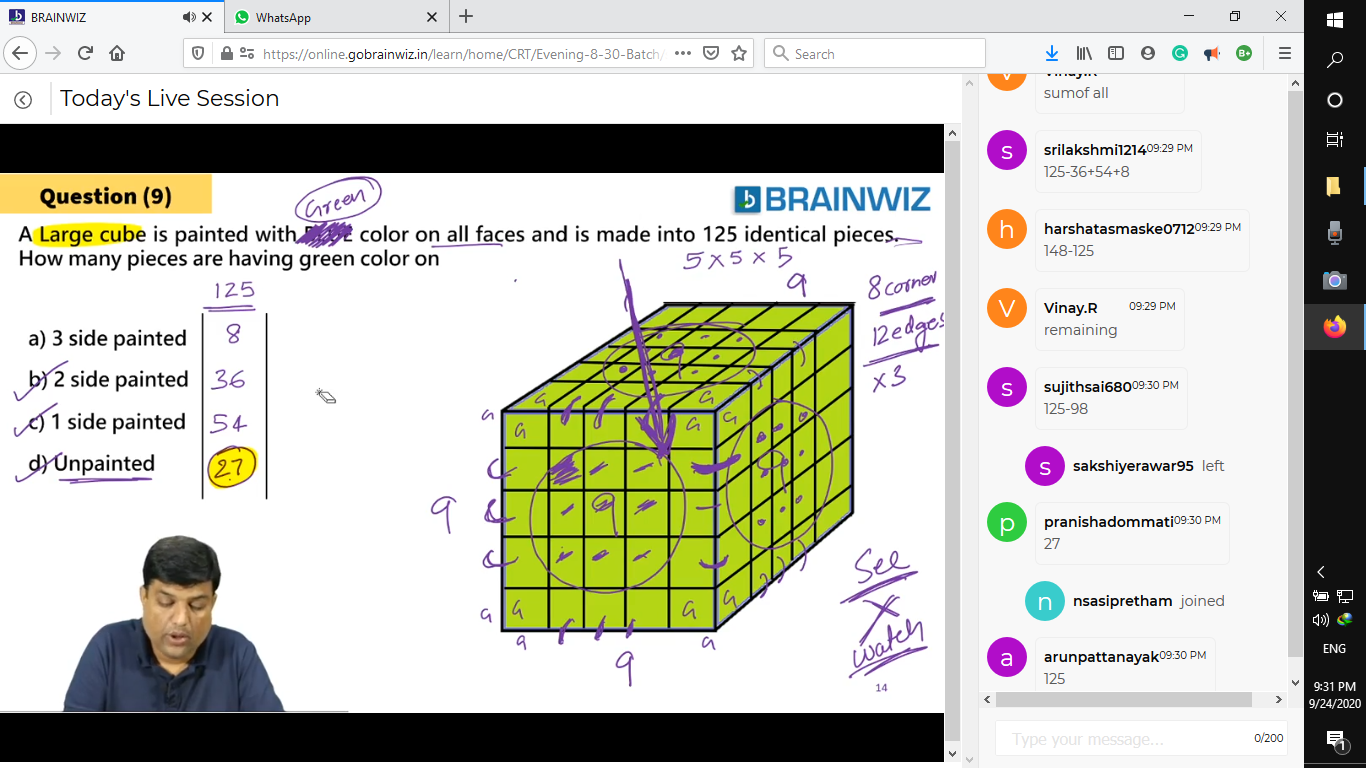 BRAINWIZ
WhatsApp
https://online.gobrainwiz.in/learn/home/CRT/Evening-8-30-Batch/
Search
Today's Live Session
Question (9)
Green
BRAINWIZ
A Large cube is painted with color on all faces and is made into 125 identical pieces.
How many pieces are having green color on
5 x 5 x 5
125
9
8 corner
12 edges
x 3
a) 3 side painted 8
b) 2 side painted 36
c) 1 side painted 54
d) Unpainted 27
9
9
9
9
9
See
watch
14
Vinay.R
sumof all
srilakshmi1214 09:29 PM
125-36+54+8
harshatasmaske0712 09:29 PM
148-125
Vinay.R 09:29 PM
remaining
sujithsai680 09:30 PM
125-98
sakshiyerawar95 left
pranishadommati 09:30 PM
27
nsasipretham joined
arunpattanayak 09:30 PM
125
Type your message...
0/200
ENG
9:31 PM
9/24/2020
1